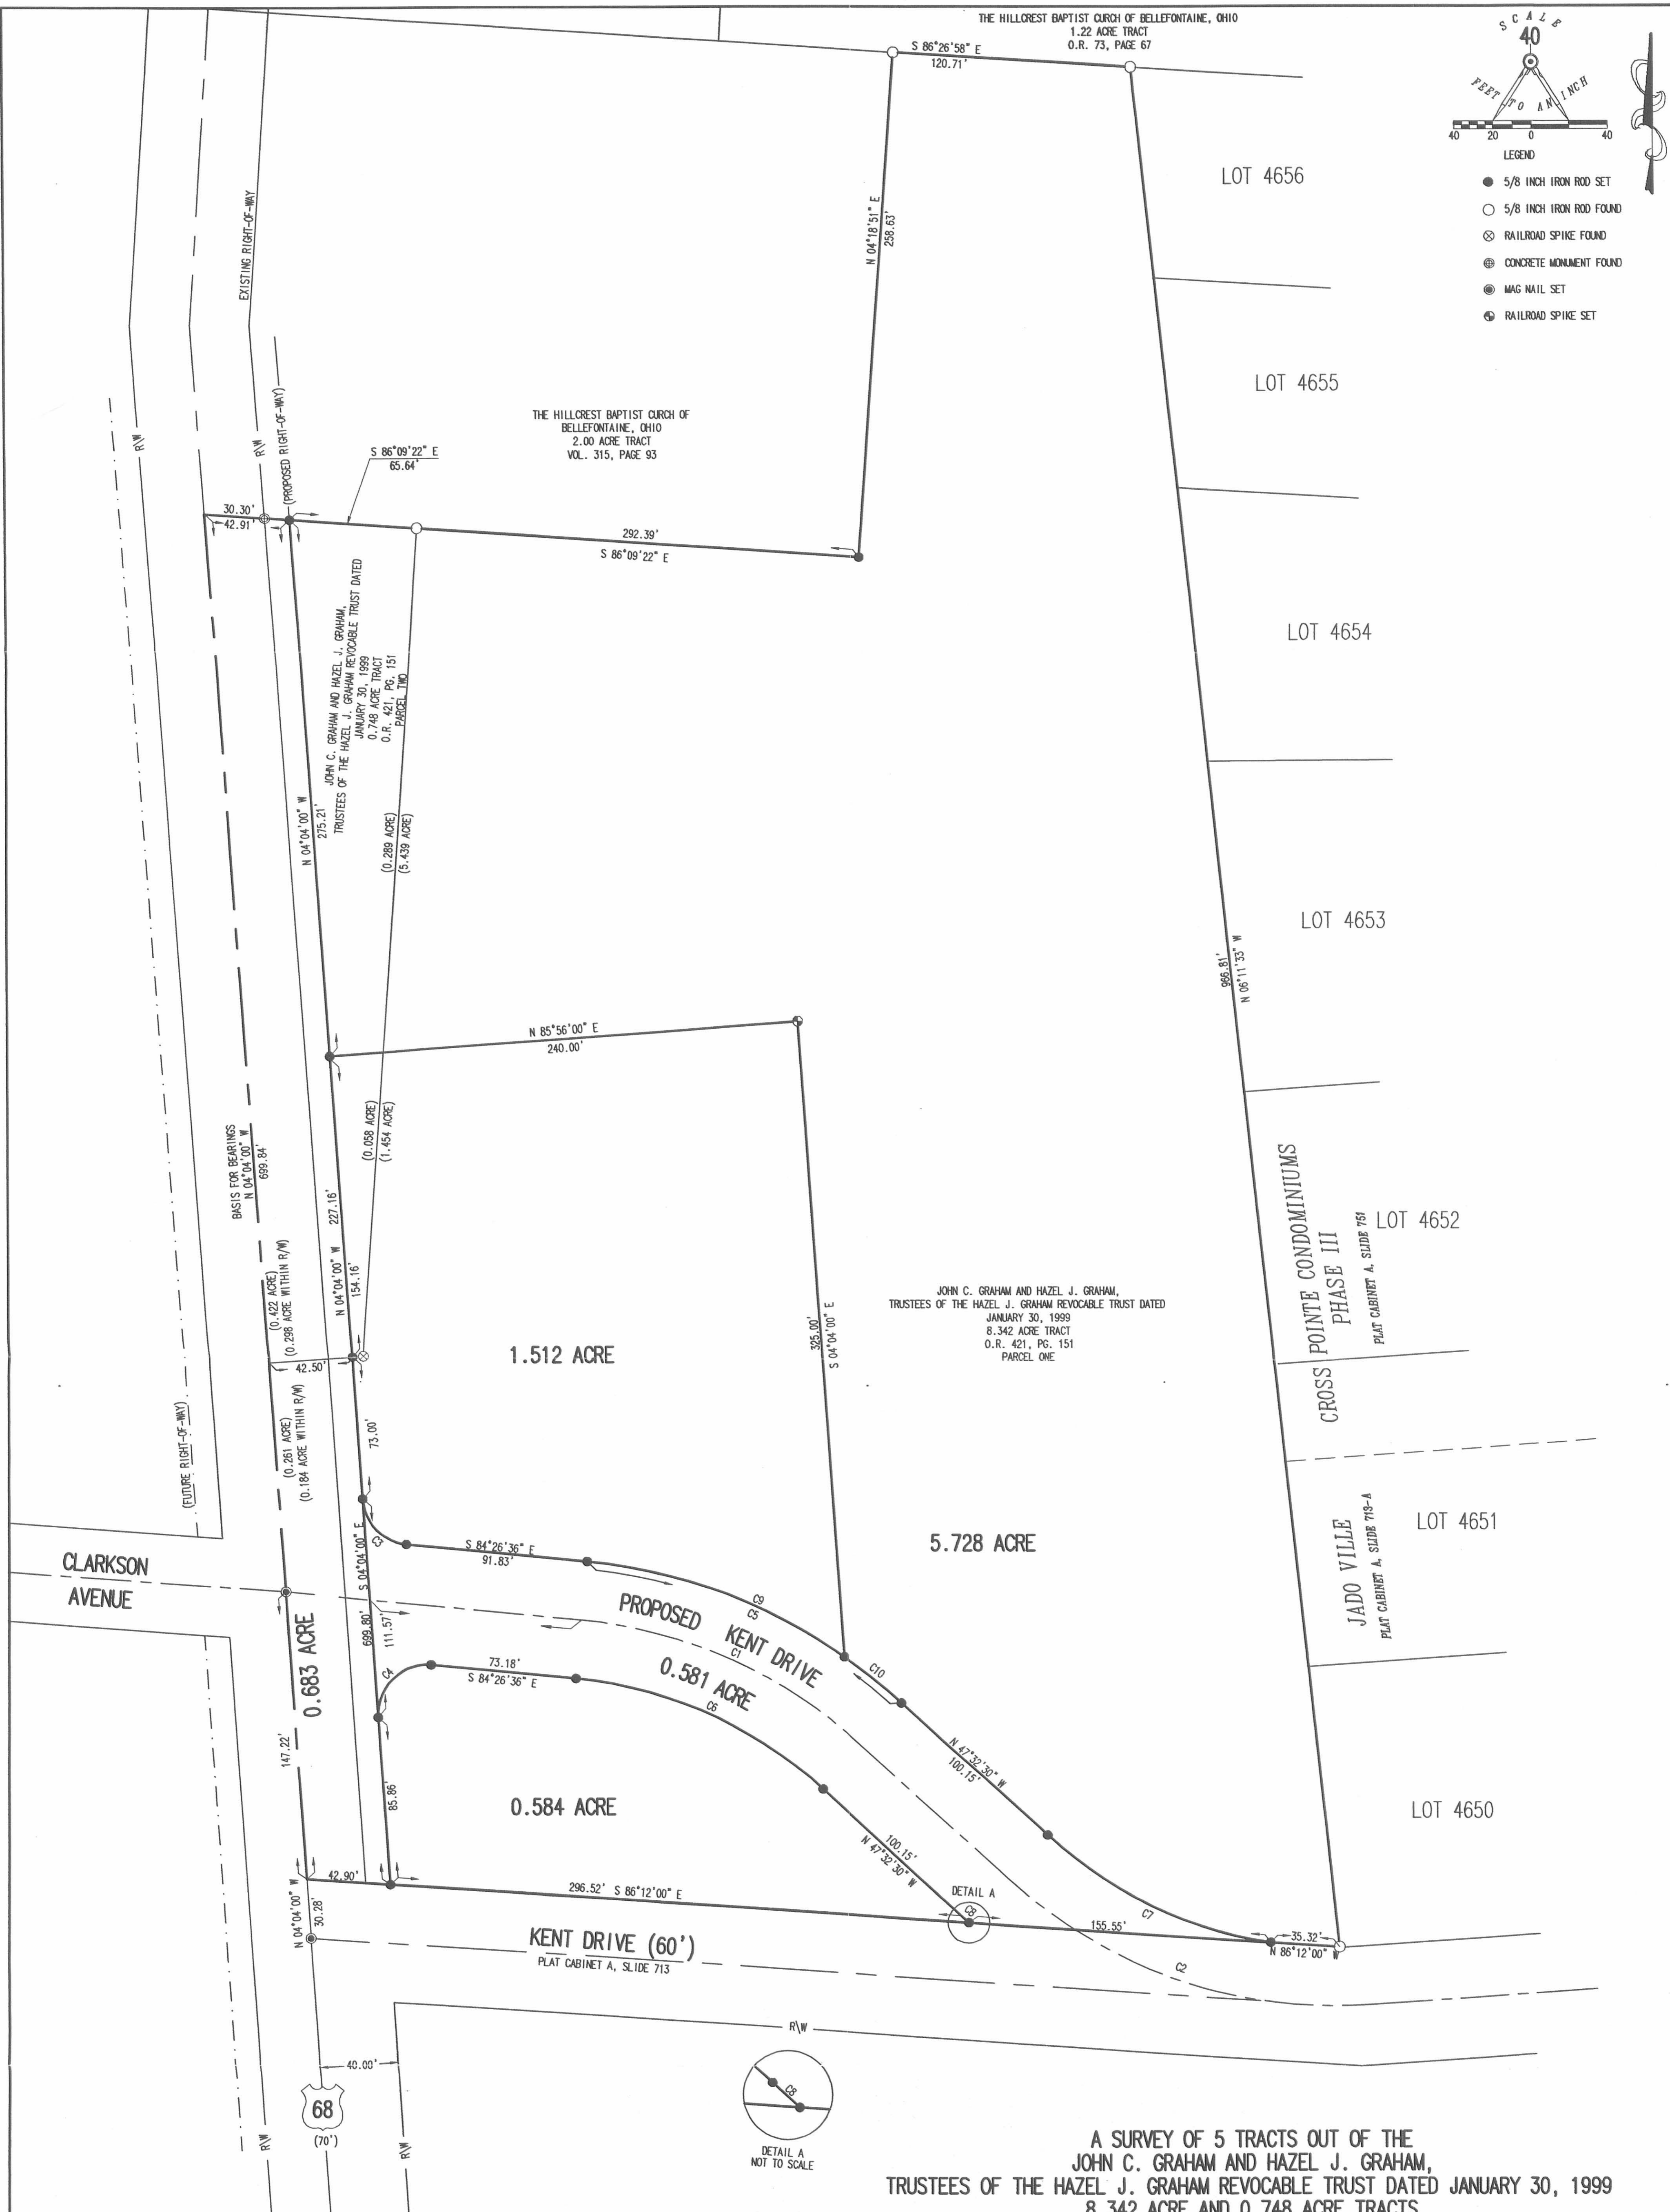 THE HILLCREST BAPTIST CURCH OF BELLEFONTAINE, OHIO
1.22 ACRE TRACT
O.R. 73, PAGE 67
S 86°26'58" E
120.71'
SCALE
40
FEET TO AN INCH
40 20 0 40
LEGEND
5/8 INCH IRON ROD SET
5/8 INCH IRON ROD FOUND
RAILROAD SPIKE FOUND
CONCRETE MONUMENT FOUND
MAG NAIL SET
RAILROAD SPIKE SET
LOT 4656
N 04°18'51" E
258.63'
EXISTING RIGHT-OF-WAY
LOT 4655
R\W
R\W
(PROPOSED RIGHT-OF-WAY)
THE HILLCREST BAPTIST CURCH OF
BELLEFONTAINE, OHIO
2.00 ACRE TRACT
VOL. 315, PAGE 93
S 86°09'22" E
65.64'
30.30'
42.91'
292.39'
S 86°09'22" E
LOT 4654
JOHN C. GRAHAM AND HAZEL J. GRAHAM,
TRUSTEES OF THE HAZEL J. GRAHAM REVOCABLE TRUST DATED
JANUARY 30, 1999
0.748 ACRE TRACT
O.R. 421, PG. 151
PARCEL TWO
N 04°04'00" W
275.21'
(0.289 ACRE)
(5.439 ACRE)
LOT 4653
966.81'
N 06°11'33" W
N 85°56'00" E
240.00'
(0.058 ACRE)
(1.454 ACRE)
BASIS FOR BEARINGS
N 04°04'00" W
699.84'
N 04°04'00" W 227.16'
154.16'
(0.422 ACRE)
(0.298 ACRE WITHIN R/W)
42.50'
(0.261 ACRE)
(0.184 ACRE WITHIN R/W)
(FUTURE RIGHT-OF-WAY)
1.512 ACRE
325.00'
S 04°04'00" E
JOHN C. GRAHAM AND HAZEL J. GRAHAM,
TRUSTEES OF THE HAZEL J. GRAHAM REVOCABLE TRUST DATED
JANUARY 30, 1999
8.342 ACRE TRACT
O.R. 421, PG. 151
PARCEL ONE
CROSS POINTE CONDOMINIUMS
PHASE III
PLAT CABINET A, SLIDE 751
LOT 4652
73.00'
C3
S 84°26'36" E
91.83'
5.728 ACRE
JADO VILLE
PLAT CABINET A, SLIDE 713-A
LOT 4651
CLARKSON
AVENUE
699.80' S 04°04'00" E
111.57'
C9
C5
PROPOSED KENT DRIVE
C1
0.581 ACRE
C10
C4
73.18'
S 84°26'36" E
C6
0.683 ACRE
147.22'
85.86'
N 47°32'30" W
100.15'
0.584 ACRE
100.15'
N 47°32'30" W
LOT 4650
42.90'
296.52' S 86°12'00" E
DETAIL A
C8
155.55'
C7
35.32'
N 86°12'00" W
N 04°04'00" W
30.28'
KENT DRIVE (60')
PLAT CABINET A, SLIDE 713
C2
R\W
40.00'
68
(70')
R\W
R\W
C8
DETAIL A
NOT TO SCALE
A SURVEY OF 5 TRACTS OUT OF THE
JOHN C. GRAHAM AND HAZEL J. GRAHAM,
TRUSTEES OF THE HAZEL J. GRAHAM REVOCABLE TRUST DATED JANUARY 30, 1999
8.342 ACRE AND 0.748 ACRE TRACTS